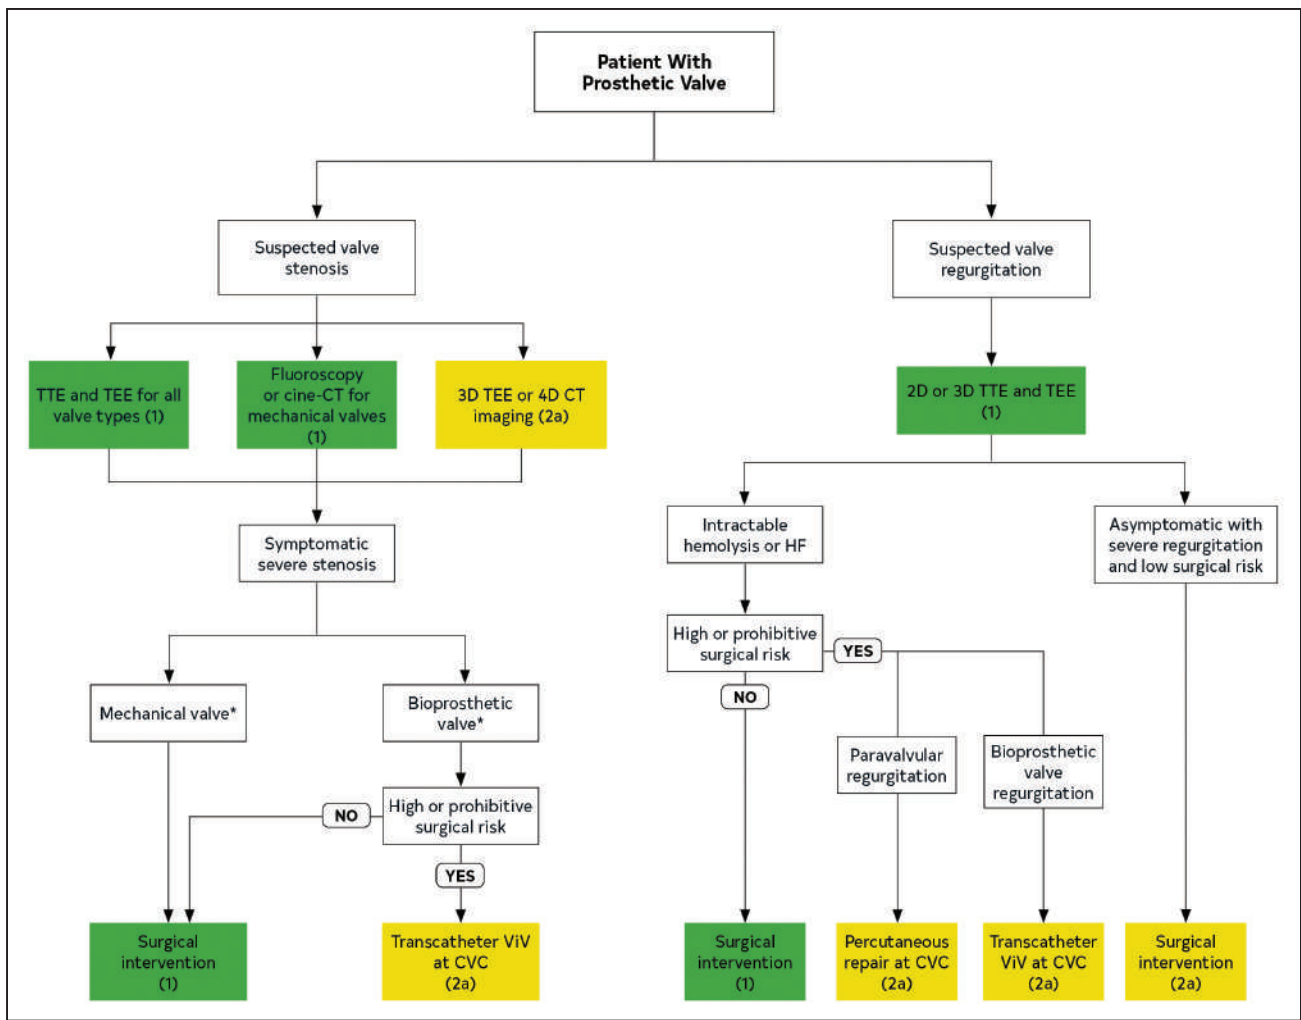 Patient With
Prosthetic Valve
Suspected valve
stenosis
Suspected valve
regurgitation
TTE and TEE for all
valve types (1)
Fluoroscopy
or cine-CT for
mechanical valves
(1)
3D TEE or 4D CT
imaging (2a)
2D or 3D TTE and TEE
(1)
Symptomatic
severe stenosis
Intractable
hemolysis or HF
Asymptomatic with
severe regurgitation
and low surgical risk
High or prohibitive
surgical risk
YES
NO
Mechanical valve*
Bioprosthetic
valve*
Paravalvular
regurgitation
Bioprosthetic
valve
regurgitation
NO
High or prohibitive
surgical risk
YES
Surgical
intervention
(1)
Transcatheter ViV
at CVC
(2a)
Surgical
intervention
(1)
Percutaneous
repair at CVC
(2a)
Transcatheter
ViV at CVC
(2a)
Surgical
intervention
(2a)